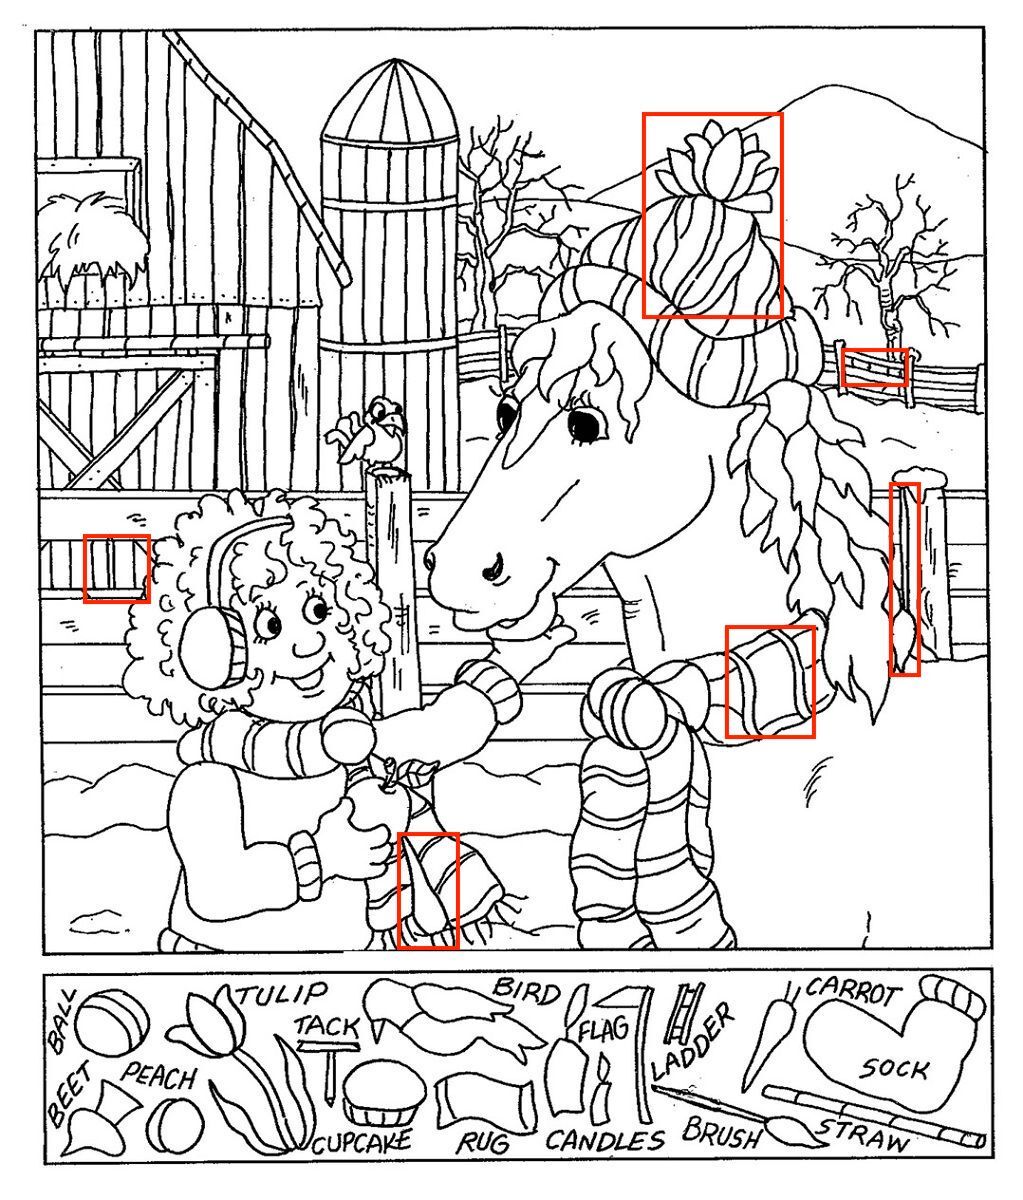 BALL
TULIP
TACK
BIRD
FLAG
LADDER
CARROT
SOCK
BEET
PEACH
CUPCAKE
RUG
CANDLES
BRUSH
STRAW